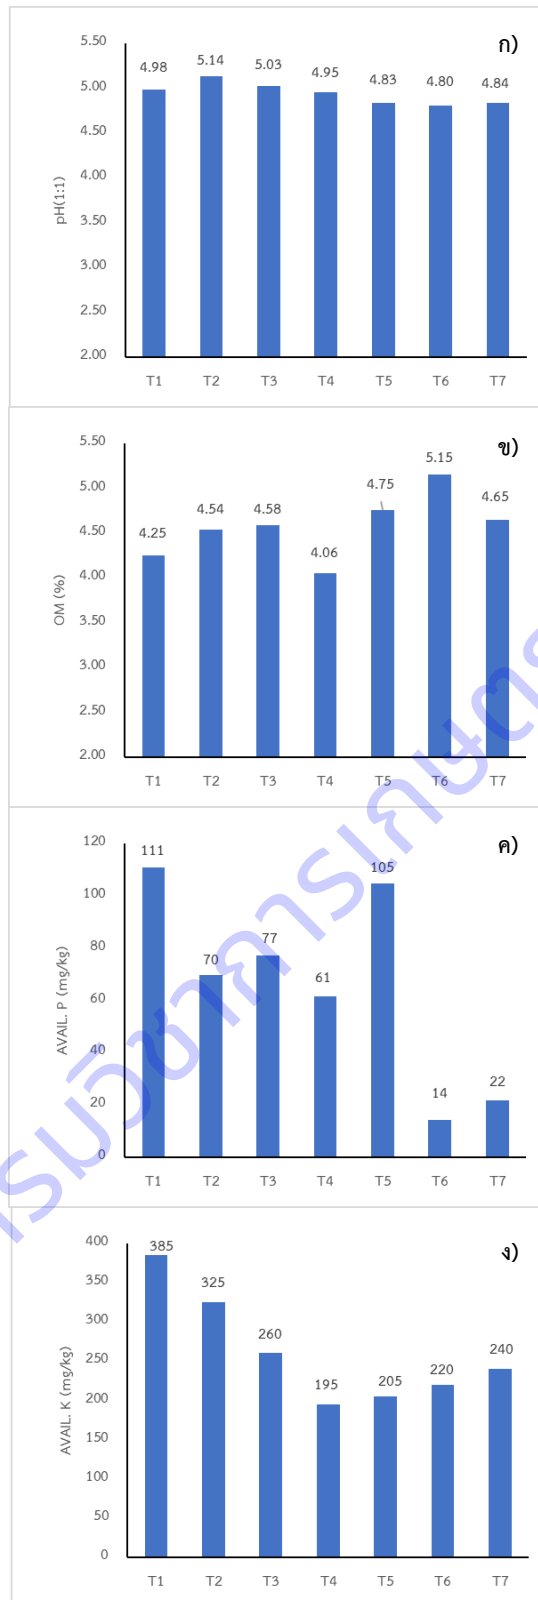 ก)
5.50
5.00
4.50
4.00
3.50
3.00
2.50
2.00
pH(1:1)
4.98 5.14 5.03 4.95 4.83 4.80 4.84
T1 T2 T3 T4 T5 T6 T7
ข)
5.50
5.00
4.50
4.00
3.50
3.00
2.50
2.00
OM (%)
4.25 4.54 4.58 4.06 4.75 5.15 4.65
T1 T2 T3 T4 T5 T6 T7
ค)
120
100
80
60
40
20
0
AVAIL. P (mg/kg)
111 70 77 61 105 14 22
T1 T2 T3 T4 T5 T6 T7
ง)
400
350
300
250
200
150
100
50
0
AVAIL. K (mg/kg)
385 325 260 195 205 220 240
T1 T2 T3 T4 T5 T6 T7